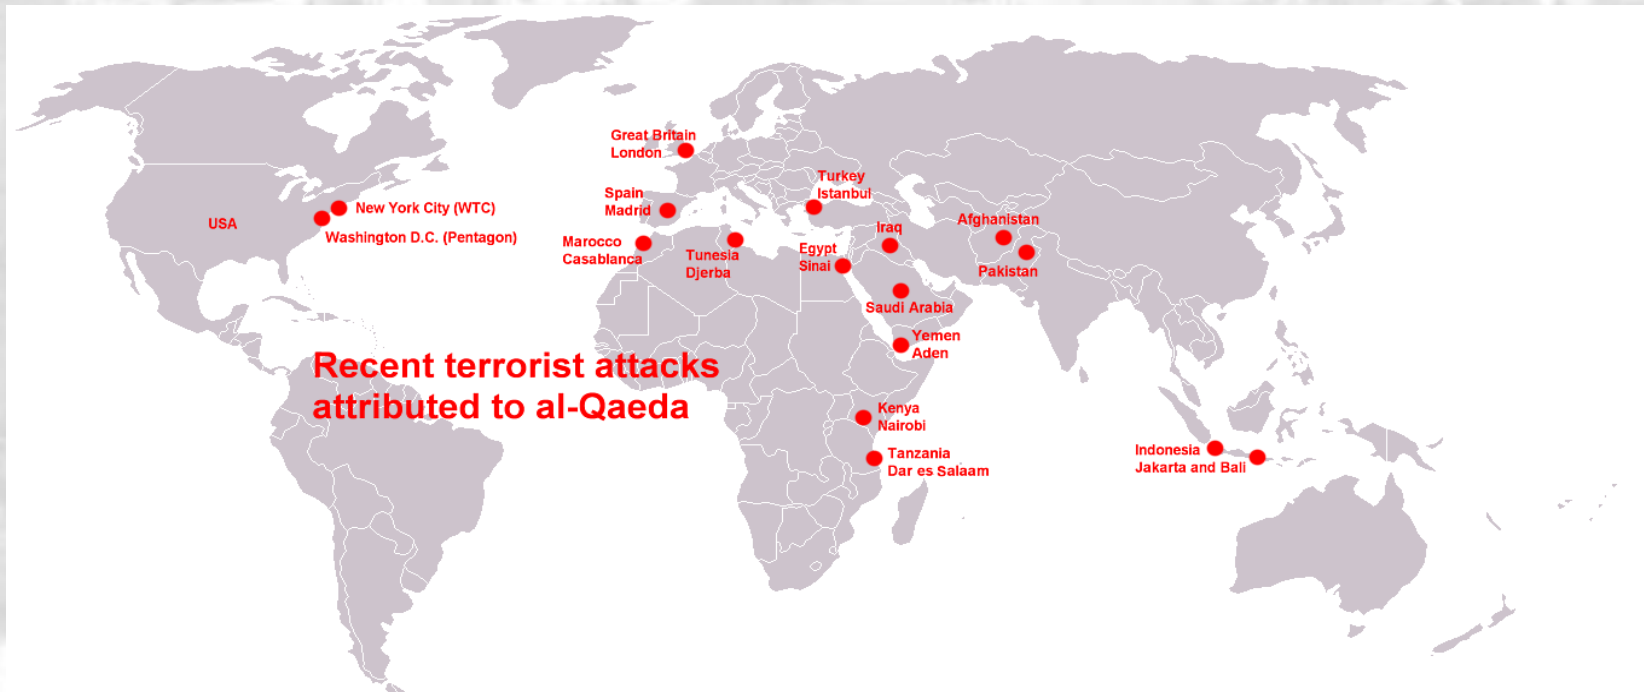 Great Britain
London
Spain
Madrid
Turkey
Istanbul
New York City (WTC)
USA
Washington D.C. (Pentagon)
Marocco
Casablanca
Tunesia
Djerba
Egypt
Sinai
Iraq
Afghanistan
Pakistan
Saudi Arabia
Yemen
Aden
Recent terrorist attacks
attributed to al-Qaeda
Kenya
Nairobi
Tanzania
Dar es Salaam
Indonesia
Jakarta and Bali